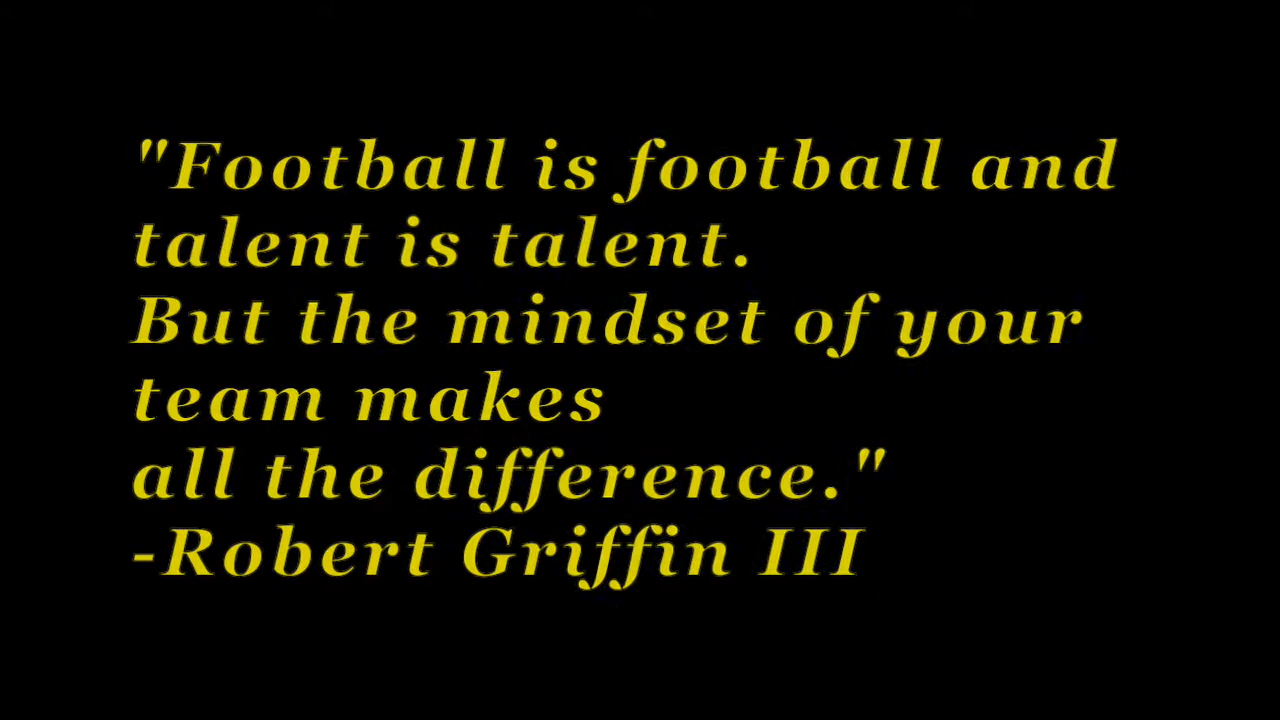 "Football is football and
talent is talent.
But the mindset of your
team makes
all the difference."
-Robert Griffin III